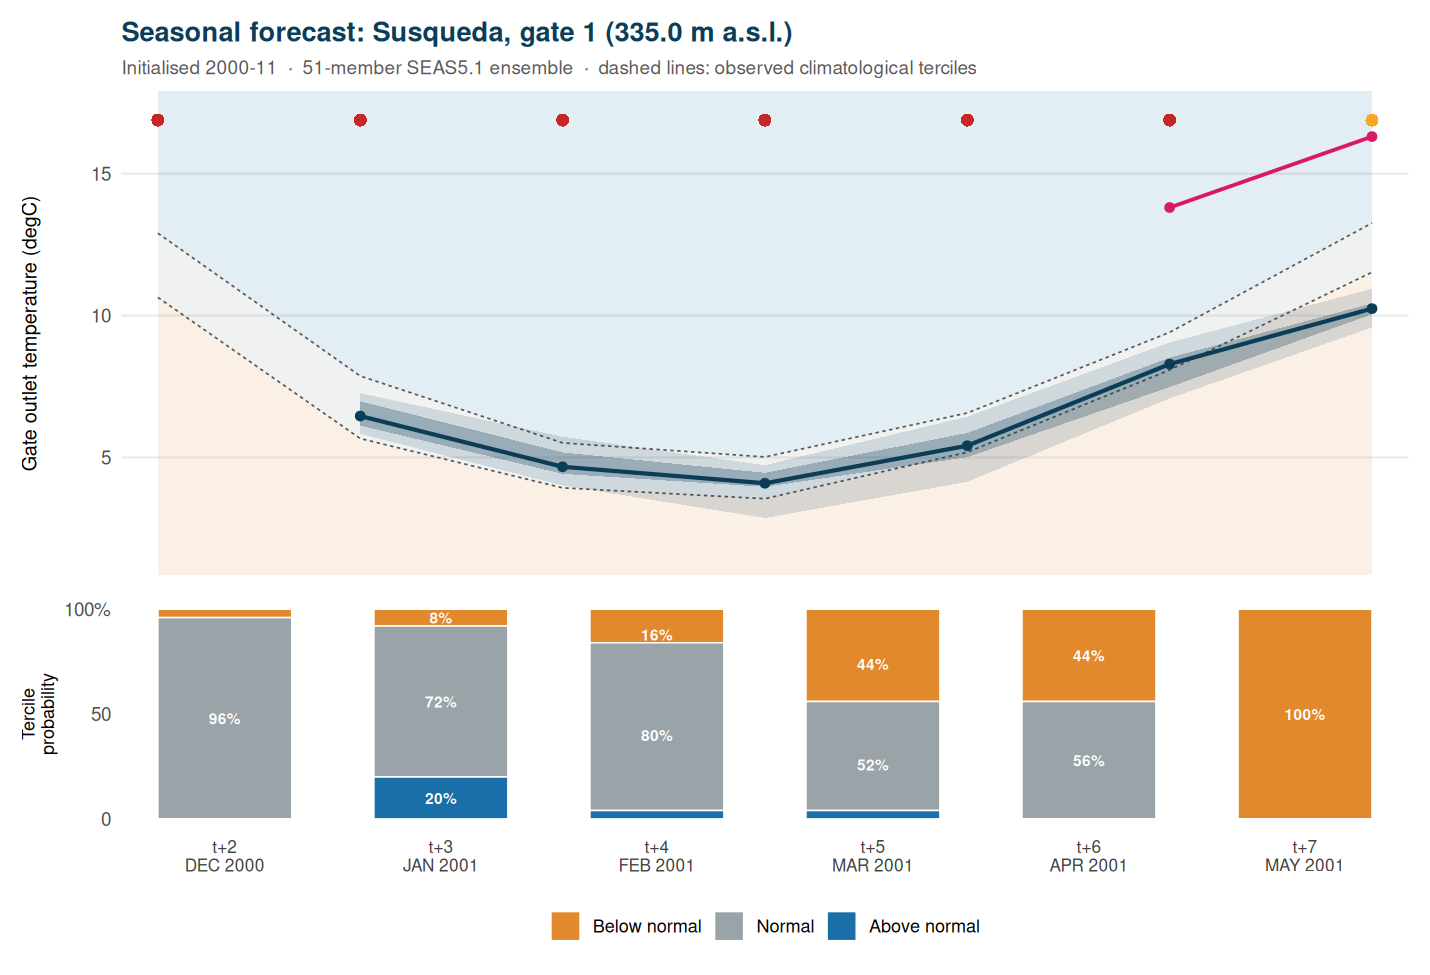 Seasonal forecast: Susqueda, gate 1 (335.0 m a.s.l.)
Initialised 2000-11 · 51-member SEAS5.1 ensemble · dashed lines: observed climatological terciles
Gate outlet temperature (degC)
15
10
5
Tercile
probability
100%
50
0
96%
8%
72%
20%
16%
80%
44%
52%
44%
56%
100%
t+2
DEC 2000
t+3
JAN 2001
t+4
FEB 2001
t+5
MAR 2001
t+6
APR 2001
t+7
MAY 2001
Below normal
Normal
Above normal